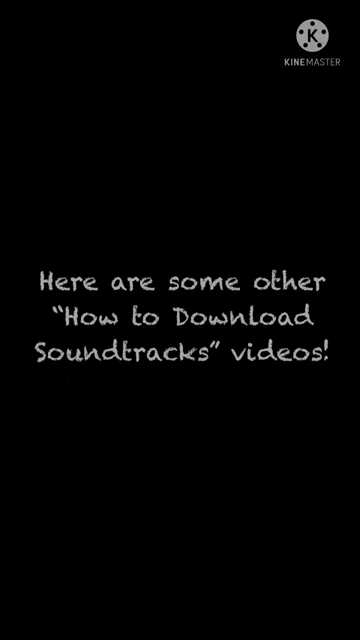 KINEMASTER
Here are some other
“How to Download
Soundtracks” videos!